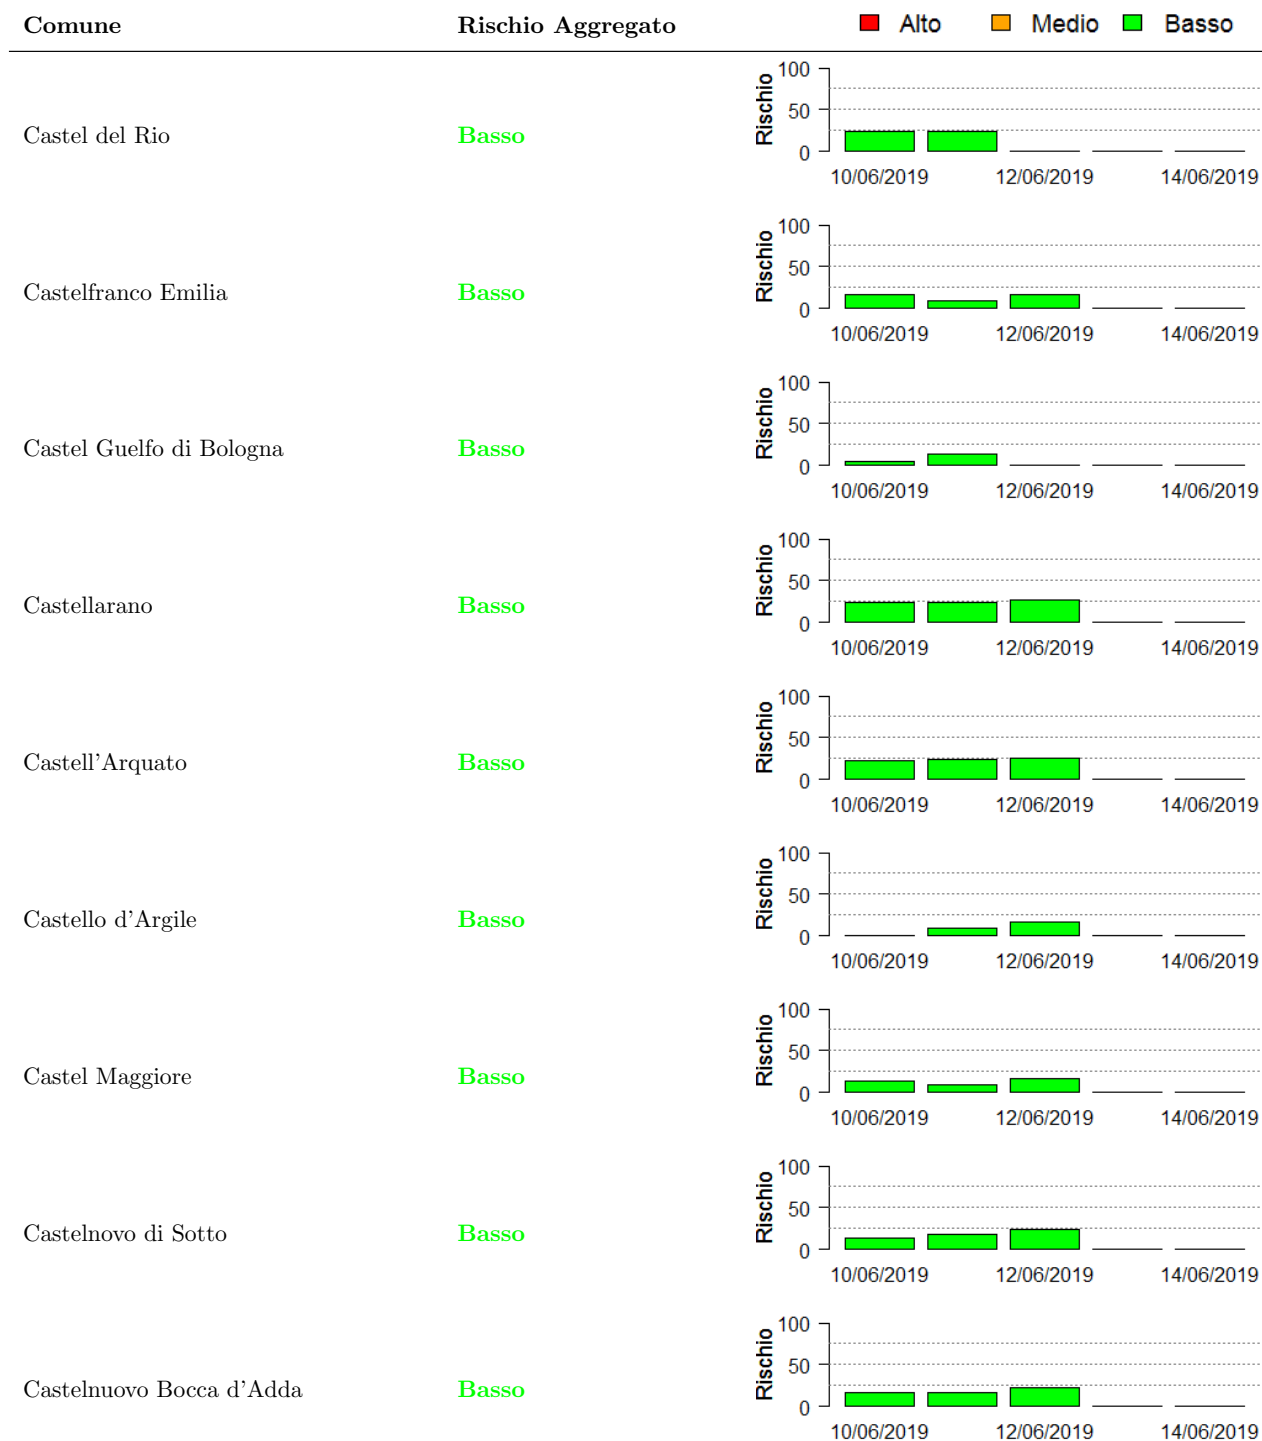 Comune Rischio Aggregato Alto Medio Basso
Castel del Rio Basso Rischio 100 50 0
10/06/2019 12/06/2019 14/06/2019
Castelfranco Emilia Basso Rischio 100 50 0
10/06/2019 12/06/2019 14/06/2019
Castel Guelfo di Bologna Basso Rischio 100 50 0
10/06/2019 12/06/2019 14/06/2019
Castellarano Basso Rischio 100 50 0
10/06/2019 12/06/2019 14/06/2019
Castell'Arquato Basso Rischio 100 50 0
10/06/2019 12/06/2019 14/06/2019
Castello d'Argile Basso Rischio 100 50 0
10/06/2019 12/06/2019 14/06/2019
Castel Maggiore Basso Rischio 100 50 0
10/06/2019 12/06/2019 14/06/2019
Castelnovo di Sotto Basso Rischio 100 50 0
10/06/2019 12/06/2019 14/06/2019
Castelnuovo Bocca d'Adda Basso Rischio 100 50 0
10/06/2019 12/06/2019 14/06/2019